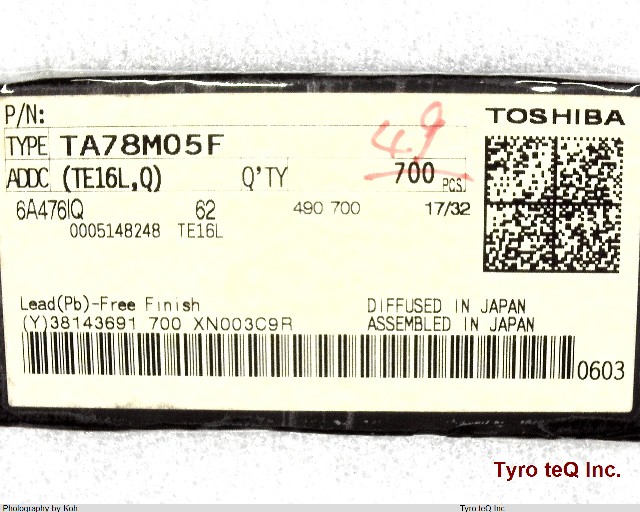 P/N:
TOSHIBA
49
TYPE TA78M05F
ADDC (TE16L,Q) Q'TY 700 PCS.
6A476IQ 62 490 700 17/32
0005148248 TE16L
Lead(Pb)-Free Finish DIFFUSED IN JAPAN
(Y)38143691 700 XN003C9R ASSEMBLED IN JAPAN
0603
Tyro teQ Inc.
Photography by Koh Tyro teQ Inc